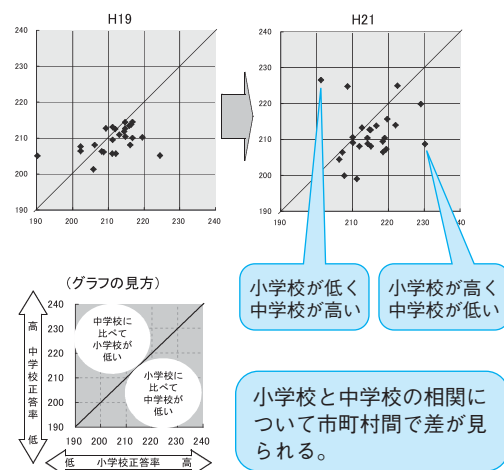 H19
H21
240
230
220
210
200
190
190 200 210 220 230 240
240
230
220
210
200
190
190 200 210 220 230 240
小学校が低く
中学校が高い
小学校が高く
中学校が低い
(グラフの見方)
高
中学校正答率
低
240
230
220
210
200
190
190 200 210 220 230 240
中学校に
比べて
小学校が
低い
小学校に
比べて
中学校が
低い
低 小学校正答率 高
小学校と中学校の相関に
ついて市町村間で差が見
られる。